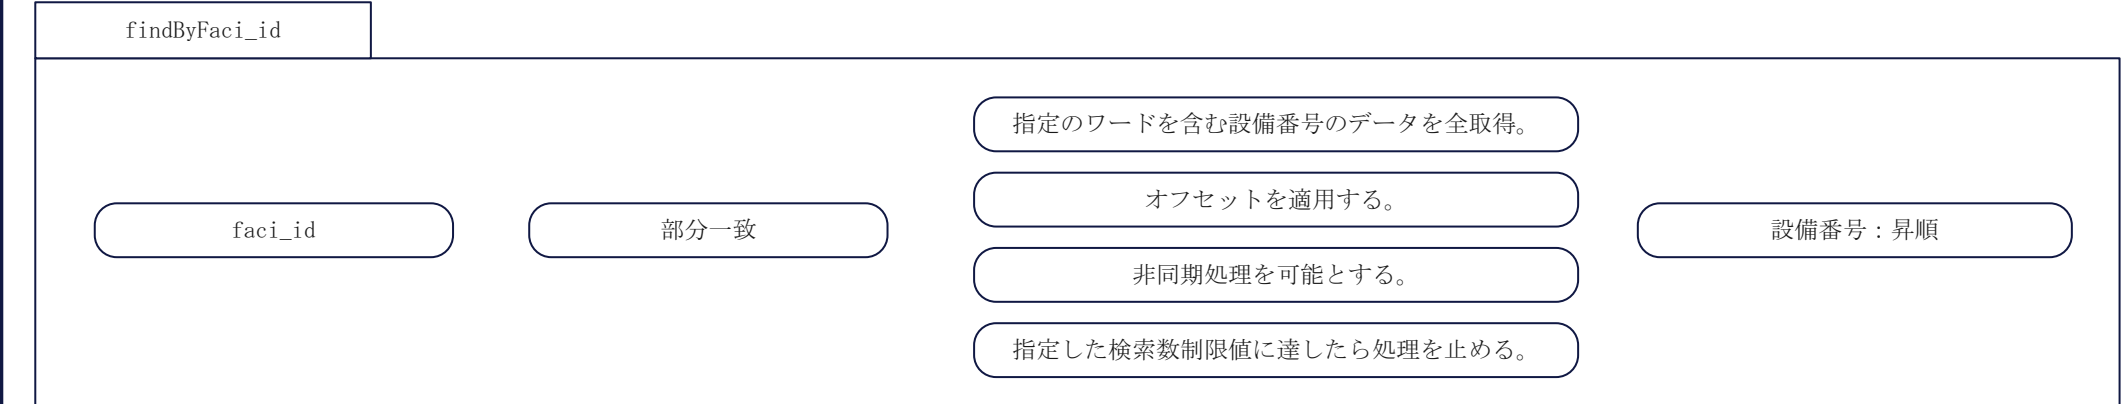 findByFaci_id
faci_id
部分一致
指定のワードを含む設備番号のデータを全取得。
オフセットを適用する。
非同期処理を可能とする。
指定した検索数制限値に達したら処理を止める。
設備番号：昇順